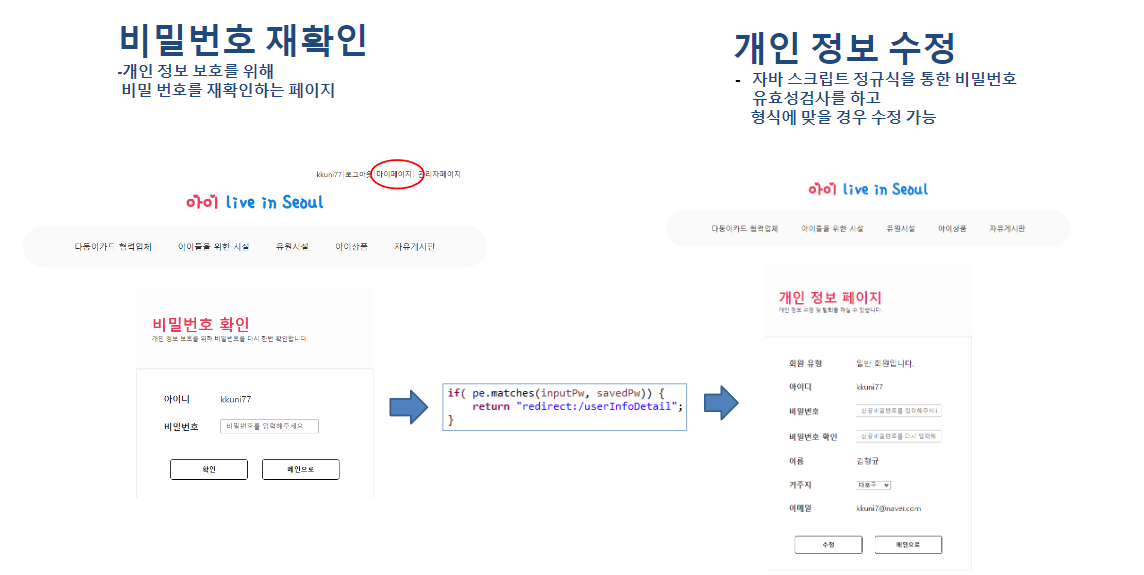 비밀번호 재확인
-개인 정보 보호를 위해
비밀 번호를 재확인하는 페이지
kkuni77|로그아웃|마이페이지| 관리자페이지
아이 live in Seoul
다둥이카드 협력업체 아이들을 위한 시설 유원시설 아이상품 자유게시판
비밀번호 확인
개인 정보 보호를 위해 비밀번호를 다시 한번 확인합니다.
아이디 kkuni77
비밀번호 비밀번호를 입력해주세요
확인 메인으로
if( pe.matches(inputPw, savedPw)) {
return "redirect:/userInfoDetail";
}
개인 정보 수정
- 자바 스크립트 정규식을 통한 비밀번호
유효성검사를 하고
형식에 맞을 경우 수정 가능
아이 live in Seoul
다둥이카드 협력업체 아이들을 위한 시설 유원시설 아이상품 자유게시판
개인 정보 페이지
개인 정보 수정 및 탈퇴를 하실 수 있습니다.
회원 유형 일반 회원입니다.
아이디 kkuni77
비밀번호 비밀번호를 입력해주세
비밀번호 확인 비밀번호를 다시 입력해
이름
거주지 마포구
이메일 kkuni7@naver.com
수정 메인으로